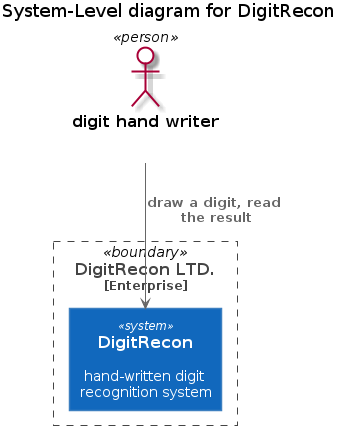 System-Level diagram for DigitRecon
«person»
digit hand writer
draw a digit, read
the result
«boundary»
DigitRecon LTD.
[Enterprise]
«system»
DigitRecon
hand-written digit
recognition system